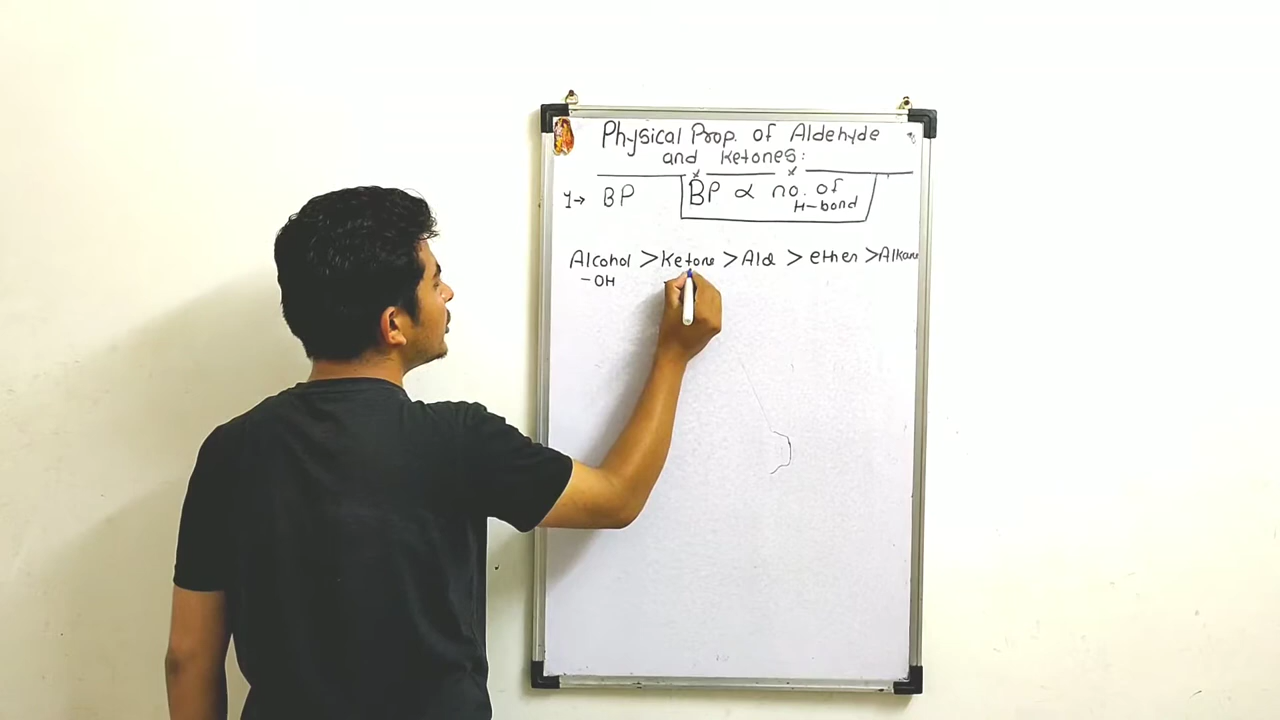 Physical Prop. of Aldehyde
and Ketones:
1→ BP BP ∝ no. of
H-bond
Alcohol > Ketone > Ald > ether > Alkane
-OH